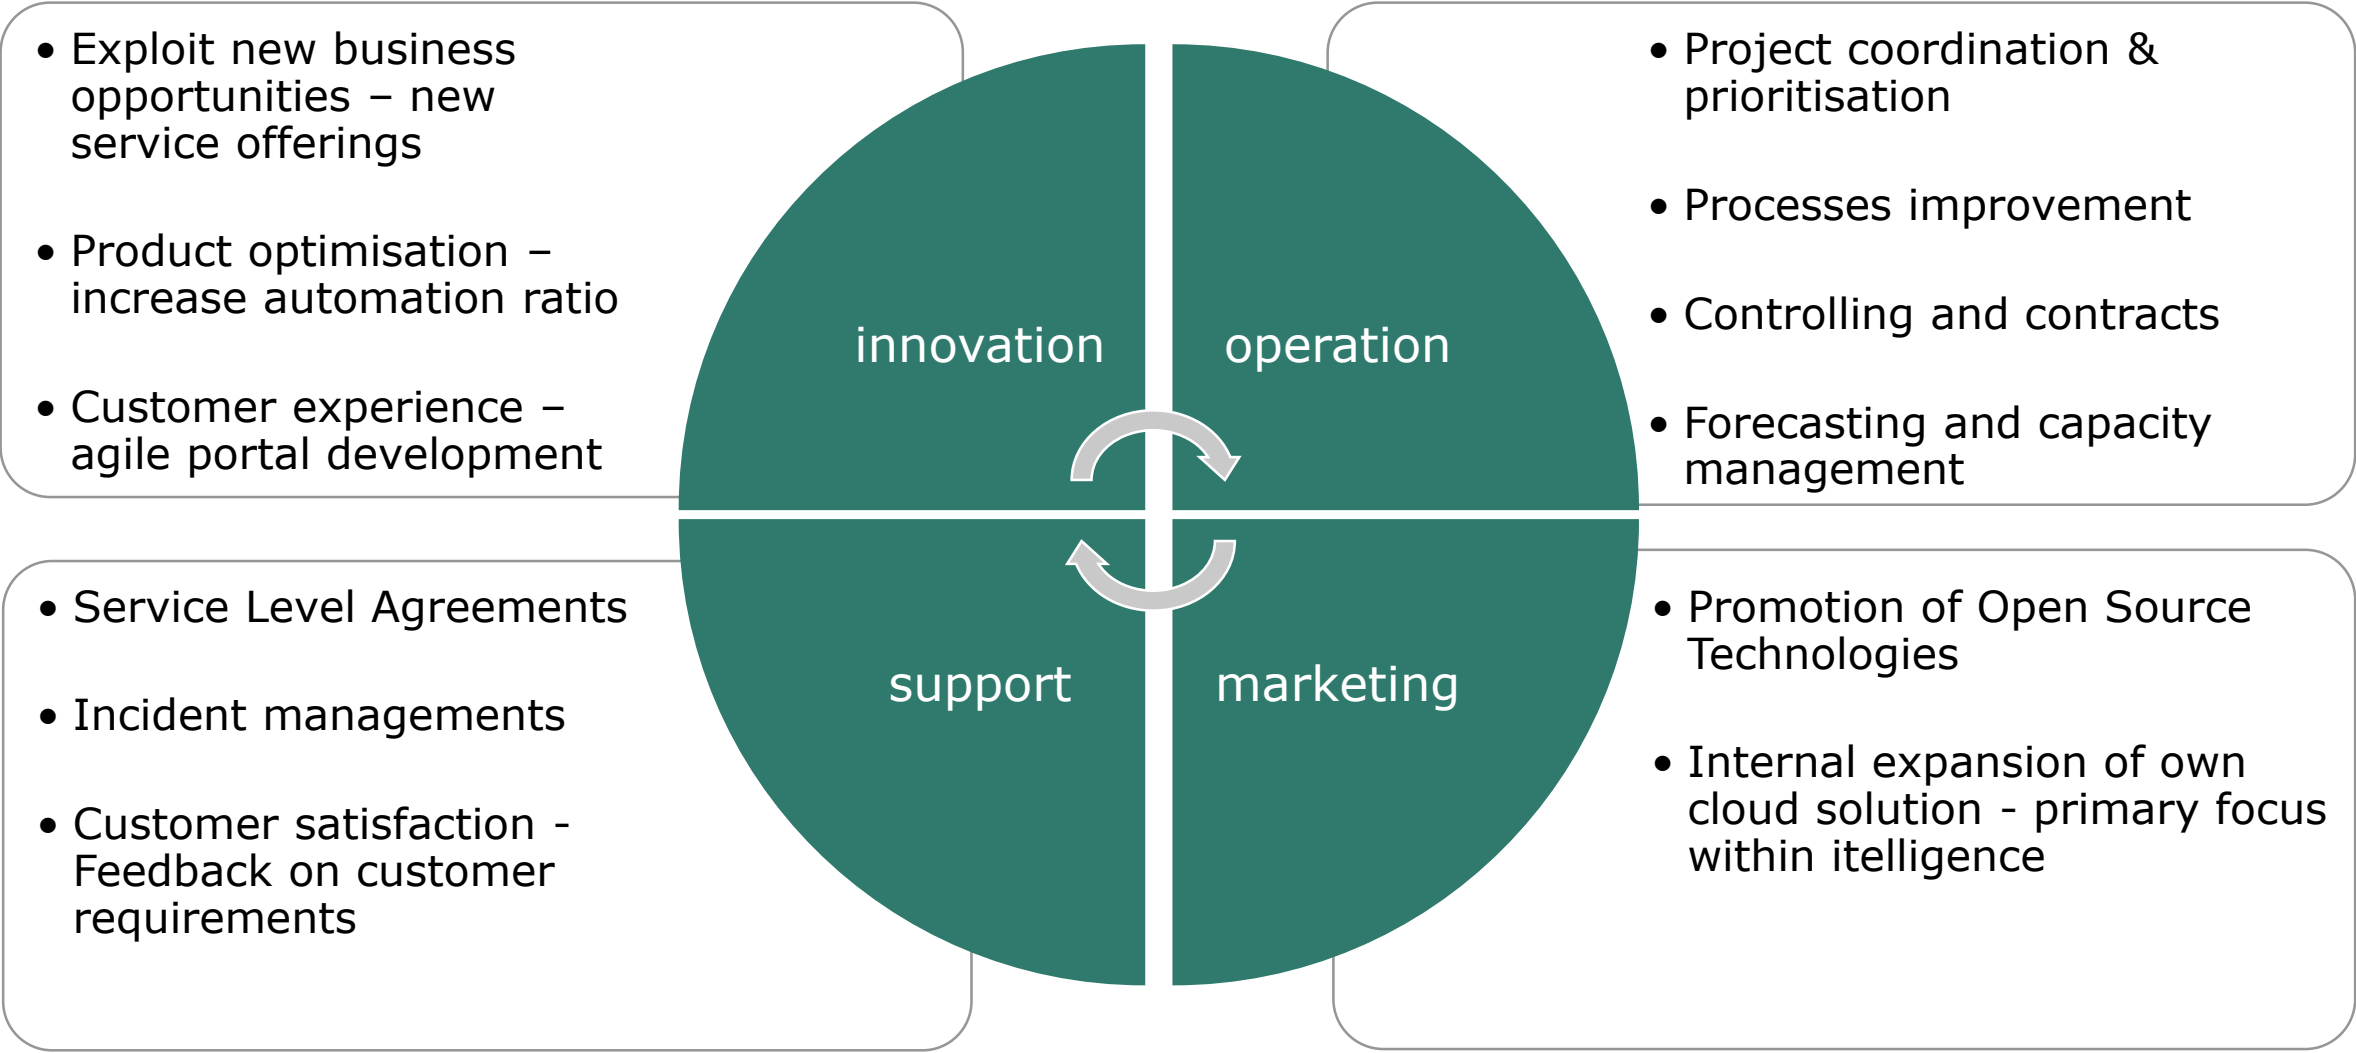 • Exploit new business
opportunities – new
service offerings
• Product optimisation –
increase automation ratio
• Customer experience –
agile portal development
innovation
operation
• Project coordination &
prioritisation
• Processes improvement
• Controlling and contracts
• Forecasting and capacity
management
• Service Level Agreements
• Incident managements
• Customer satisfaction -
Feedback on customer
requirements
support
marketing
• Promotion of Open Source
Technologies
• Internal expansion of own
cloud solution - primary focus
within itelligence